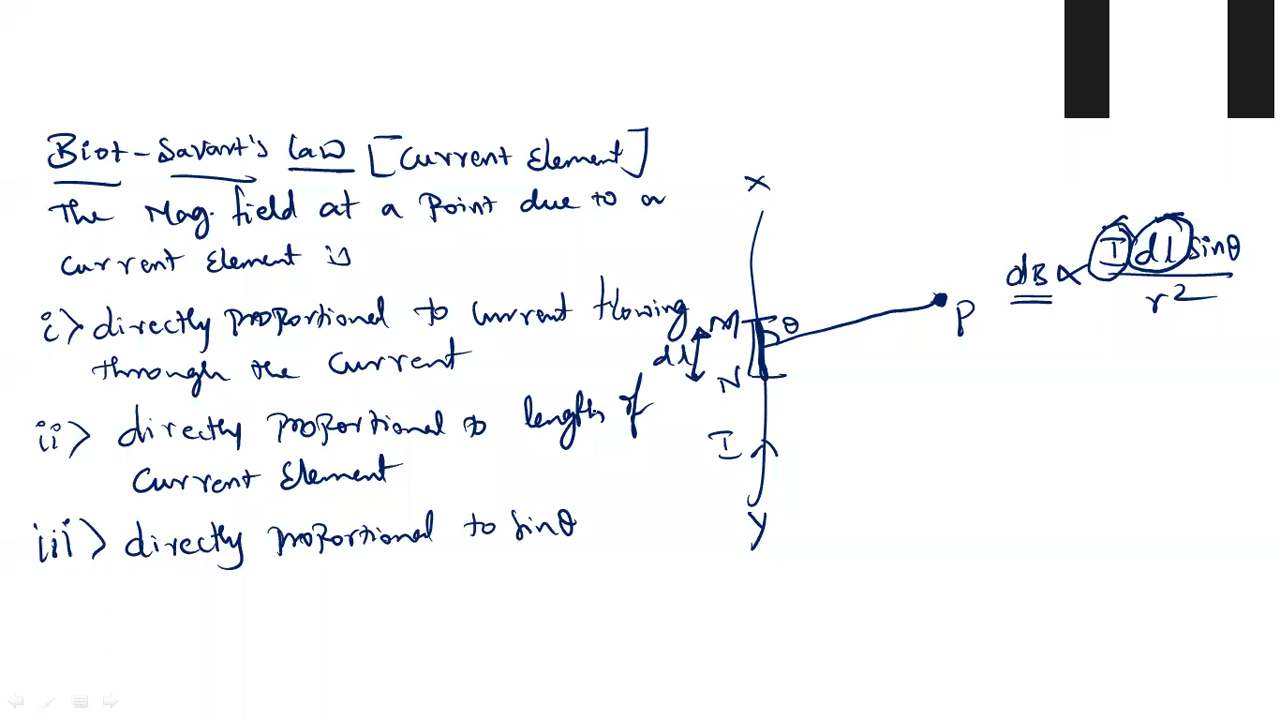 Biot-Savart's law [Current Element]
The Mag. field at a Point due to a
Current Element is
i> directly proportional to current flowing
through the Current
ii> directly proportional to length of
Current Element
iii> directly proportional to sinθ
X
M
θ
dl
N
I
Y
P
dB ∝ I dl sinθ
r2